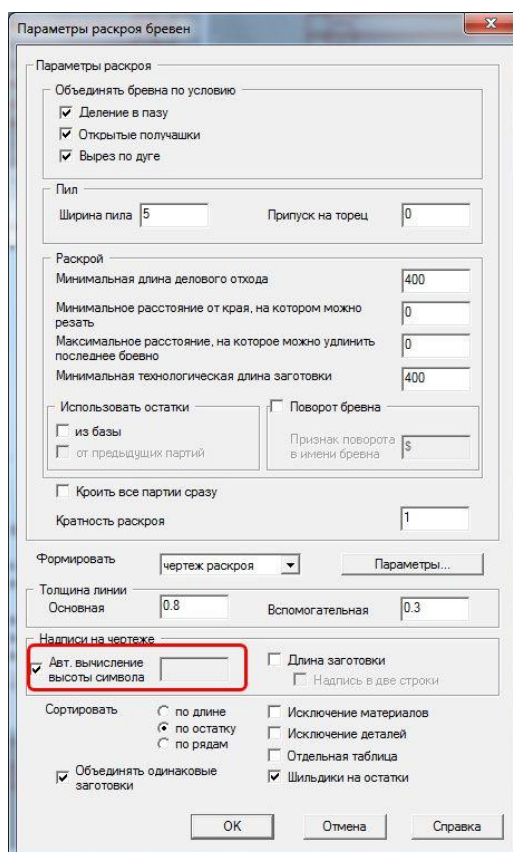 Параметры раскроя бревен
Параметры раскроя
Объединять бревна по условию
Деление в пазу
Открытые получашки
Вырез по дуге
Пил
Ширина пила 5 Припуск на торец 0
Раскрой
Минимальная длина делового отхода 400
Минимальное расстояние от края, на котором можно
резать 0
Максимальное расстояние, на которое можно удлинить
последнее бревно 0
Минимальная технологическая длина заготовки 400
Использовать остатки
из базы
от предыдущих партий
Поворот бревна
Признак поворота
в имени бревна $
Кроить все партии сразу
Кратность раскроя 1
Формировать чертеж раскроя Параметры...
Толщина линии
Основная 0.8 Вспомогательная 0.3
Надписи на чертеже
Авт. вычисление
высоты символа
Длина заготовки
Надпись в две строки
Сортировать
по длине
по остатку
по рядам
Объединять одинаковые
заготовки
Исключение материалов
Исключение деталей
Отдельная таблица
Шильдики на остатки
OK Отмена Справка